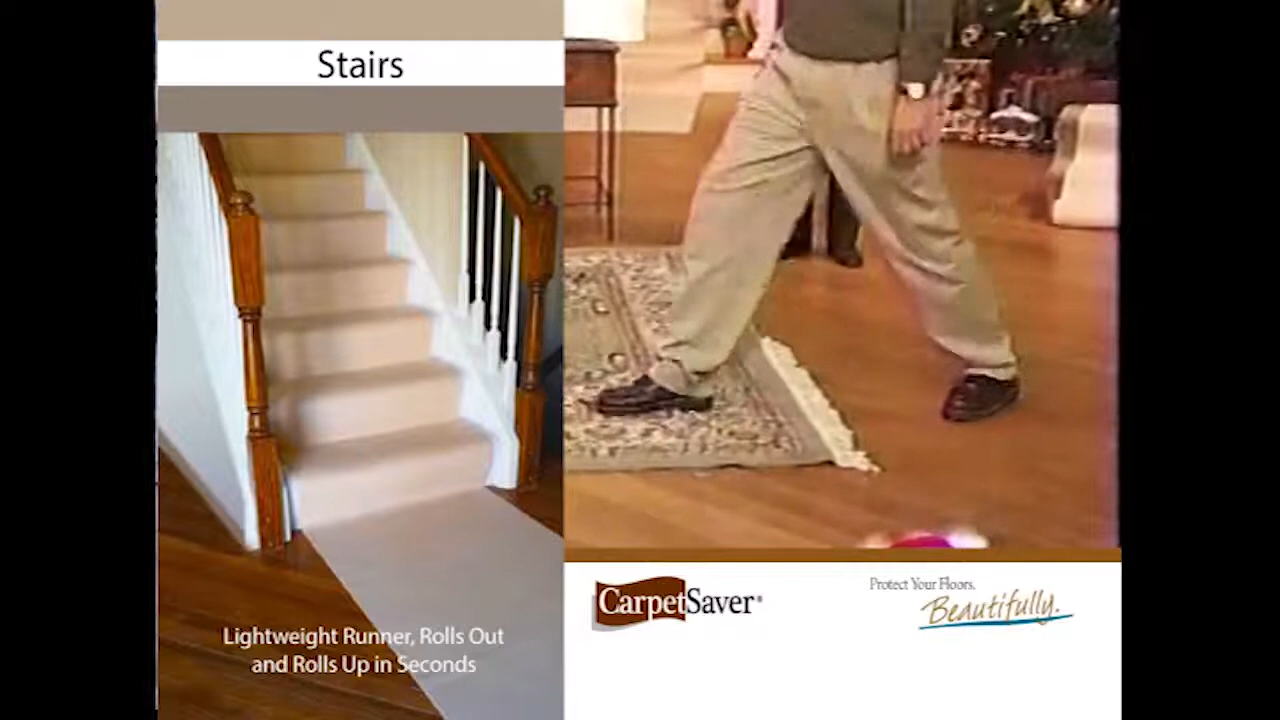 Stairs
Lightweight Runner, Rolls Out
and Rolls Up in Seconds
CarpetSaver®
Protect Your Floors.
Beautifully.